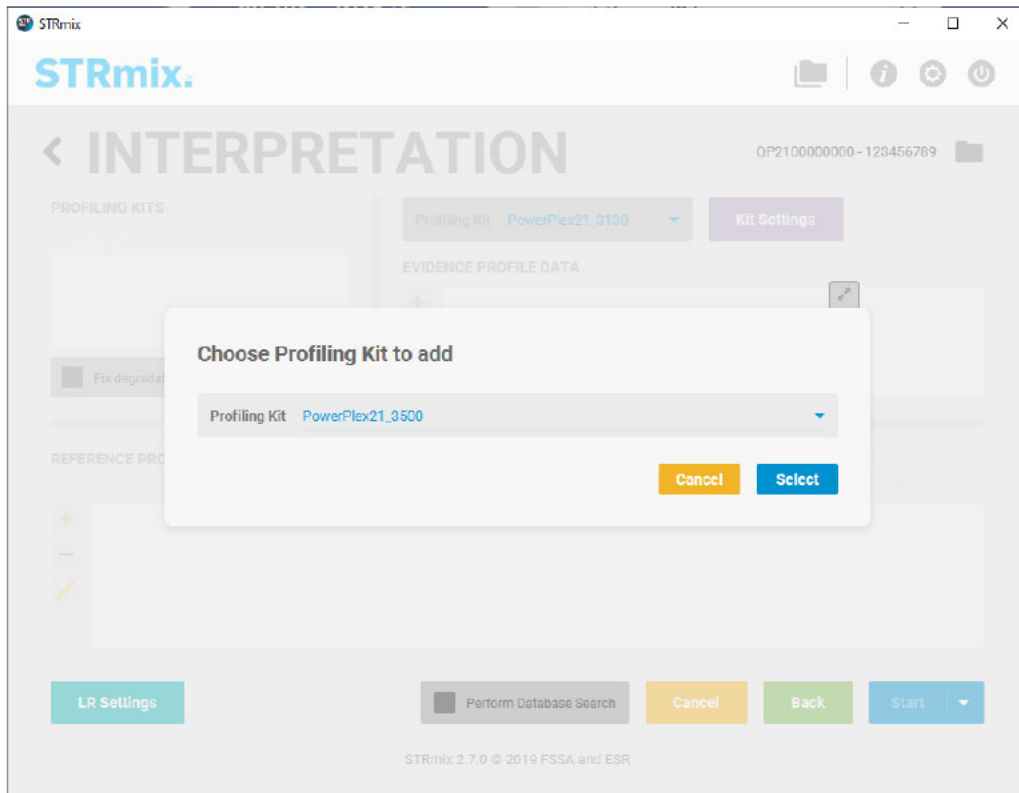 STRmix
STRmix
INTERPRETATION
QP2100000000 - 123456789
PROFILING KITS
Profiling Kit PowerPlex21_3130
Kit Settings
EVIDENCE PROFILE DATA
Choose Profiling Kit to add
Fix degradat
Profiling Kit PowerPlex21_3500
REFERENCE PRO
Cancel
Select
LR Settings
Perform Database Search
Cancel
Back
Start
STRmix 2.7.0 © 2019 FSSA and ESR